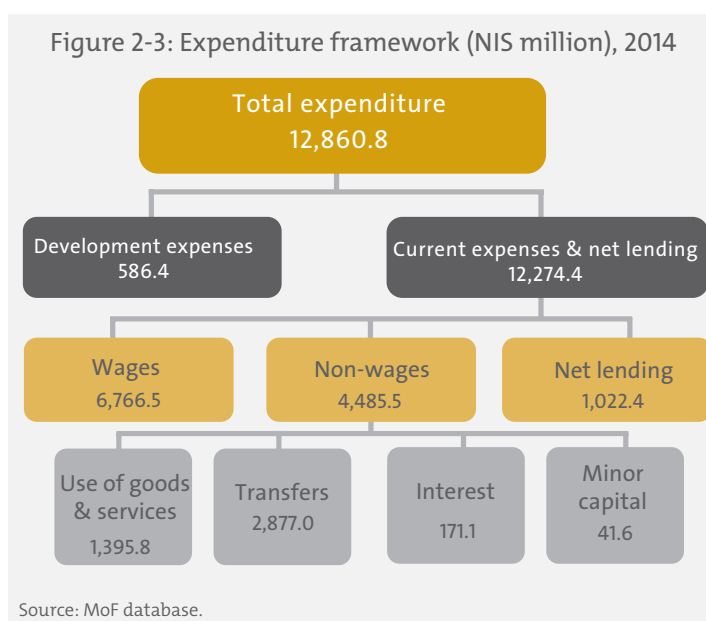 Figure 2-3: Expenditure framework (NIS million), 2014
Total expenditure
12,860.8
Development expenses
586.4
Current expenses & net lending
12,274.4
Wages
6,766.5
Non-wages
4,485.5
Net lending
1,022.4
Use of goods
& services
1,395.8
Transfers
2,877.0
Interest
171.1
Minor
capital
41.6
Source: MoF database.